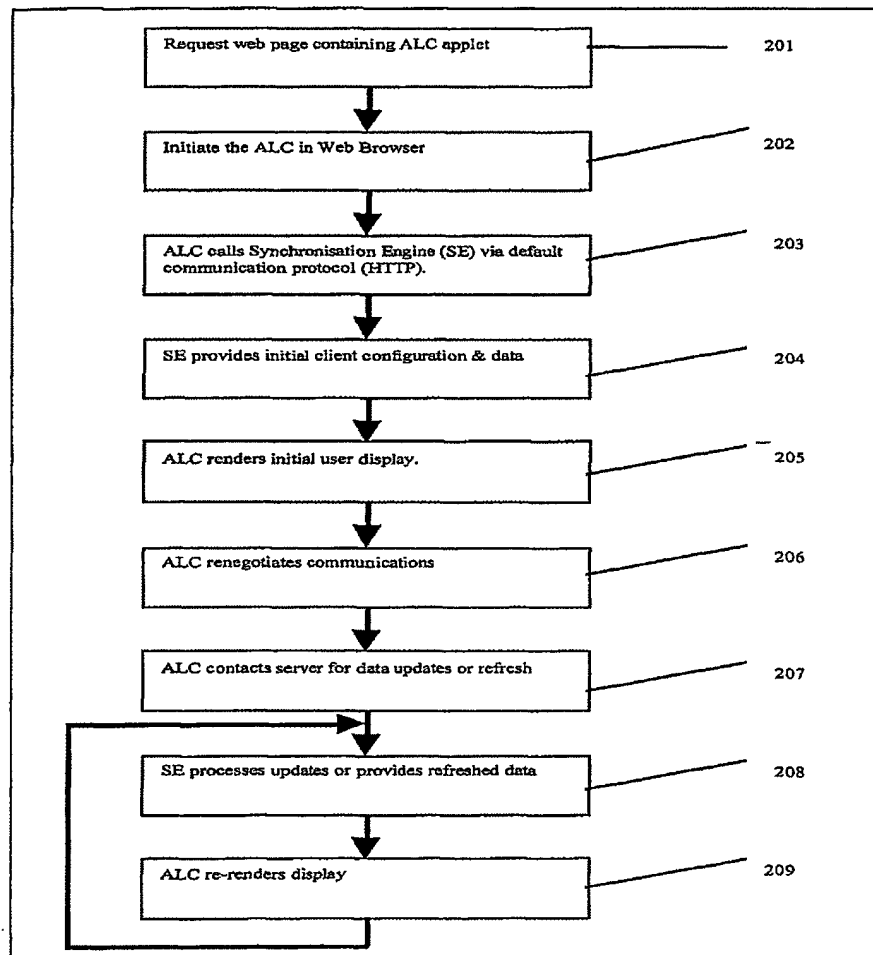 Request web page containing ALC applet
201
Initiate the ALC in Web Browser
202
ALC calls Synchronisation Engine (SE) via default
communication protocol (HTTP).
203
SE provides initial client configuration & data
204
ALC renders initial user display.
205
ALC renegotiates communications
206
ALC contacts server for data updates or refresh
207
SE processes updates or provides refreshed data
208
ALC re-renders display
209